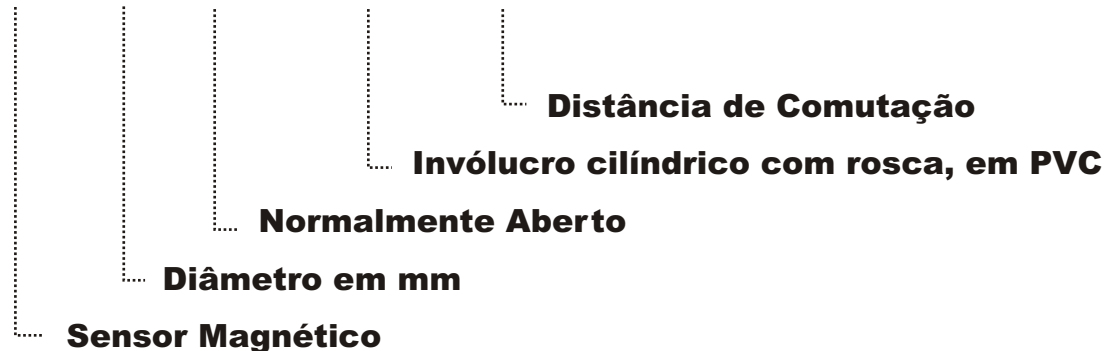 Distância de Comutação
Invólucro cilíndrico com rosca, em PVC
Normalmente Aberto
Diâmetro em mm
Sensor Magnético